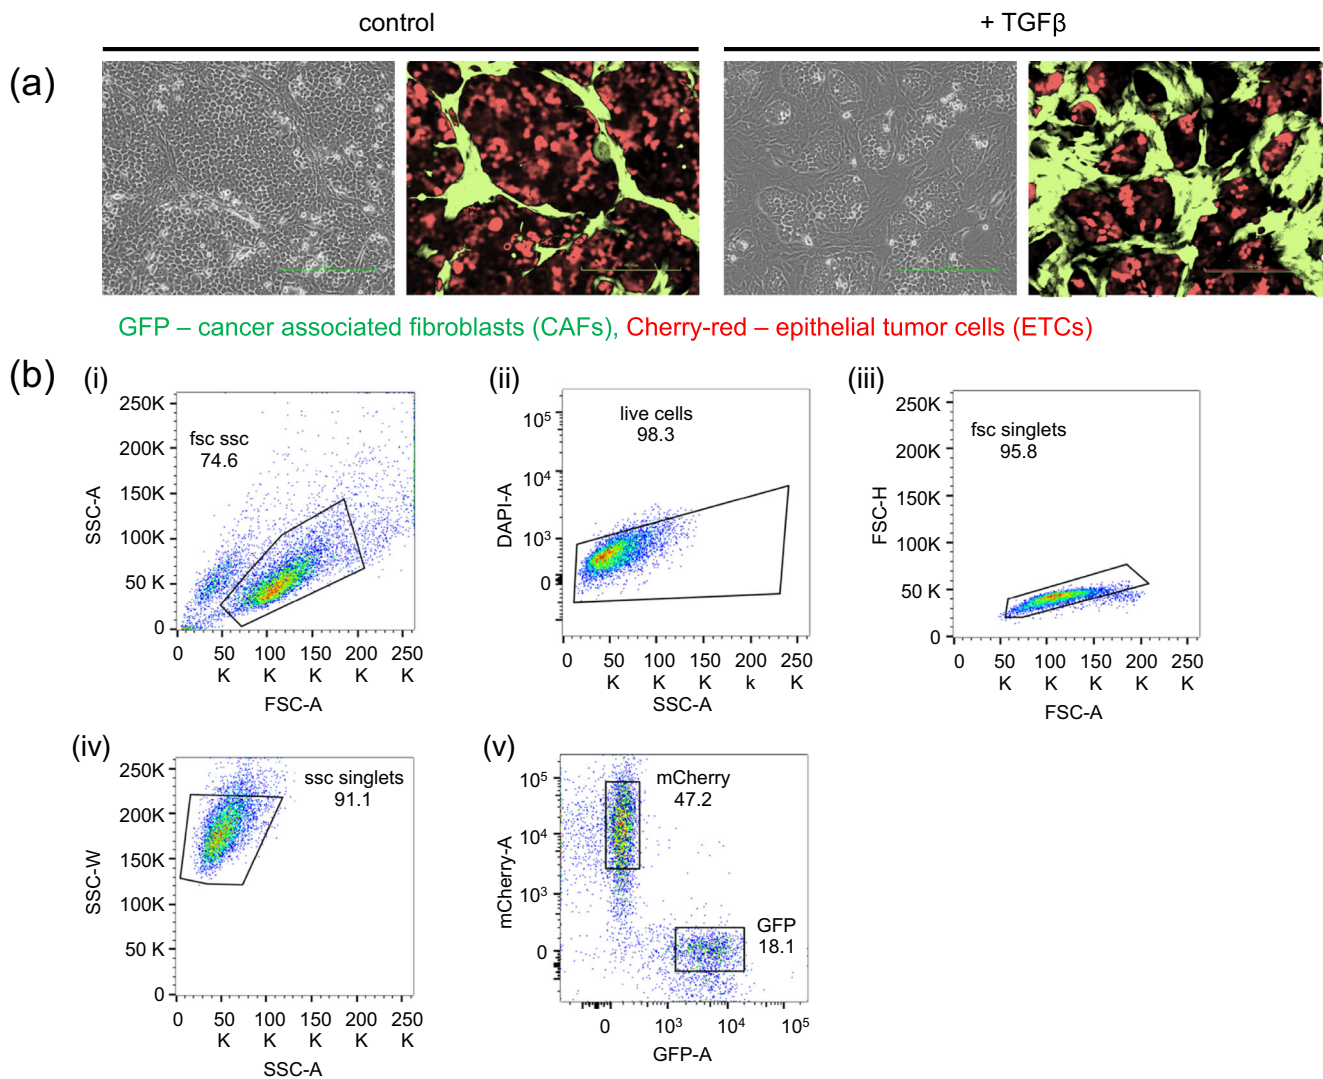 control
+ TGFβ
(a)
GFP – cancer associated fibroblasts (CAFs), Cherry-red – epithelial tumor cells (ETCs)
(b)
(i)
250K
200K
150K
100K
50 K
0
SSC-A
fsc ssc
74.6
0 50 K 100 K 150 K 200 K 250 K
FSC-A
(ii)
10⁵
10⁴
10³
0
DAPI-A
live cells
98.3
0 50 K 100 K 150 K 200 k 250 K
SSC-A
(iii)
250K
200K
150K
100K
50 K
0
FSC-H
fsc singlets
95.8
0 50 K 100 K 150 K 200 K 250 K
FSC-A
(iv)
250K
200K
150K
100K
50 K
0
SSC-W
ssc singlets
91.1
0 50 K 100 K 150 K 200 K 250 K
SSC-A
(v)
10⁵
10⁴
10³
0
mCherry-A
mCherry
47.2
GFP
18.1
0 10³ 10⁴ 10⁵
GFP-A